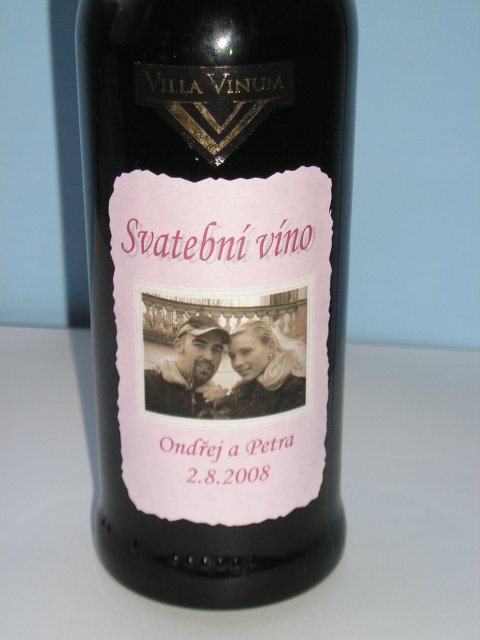 VILLA VINUM
Svatební víno
Ondřej a Petra
2.8.2008